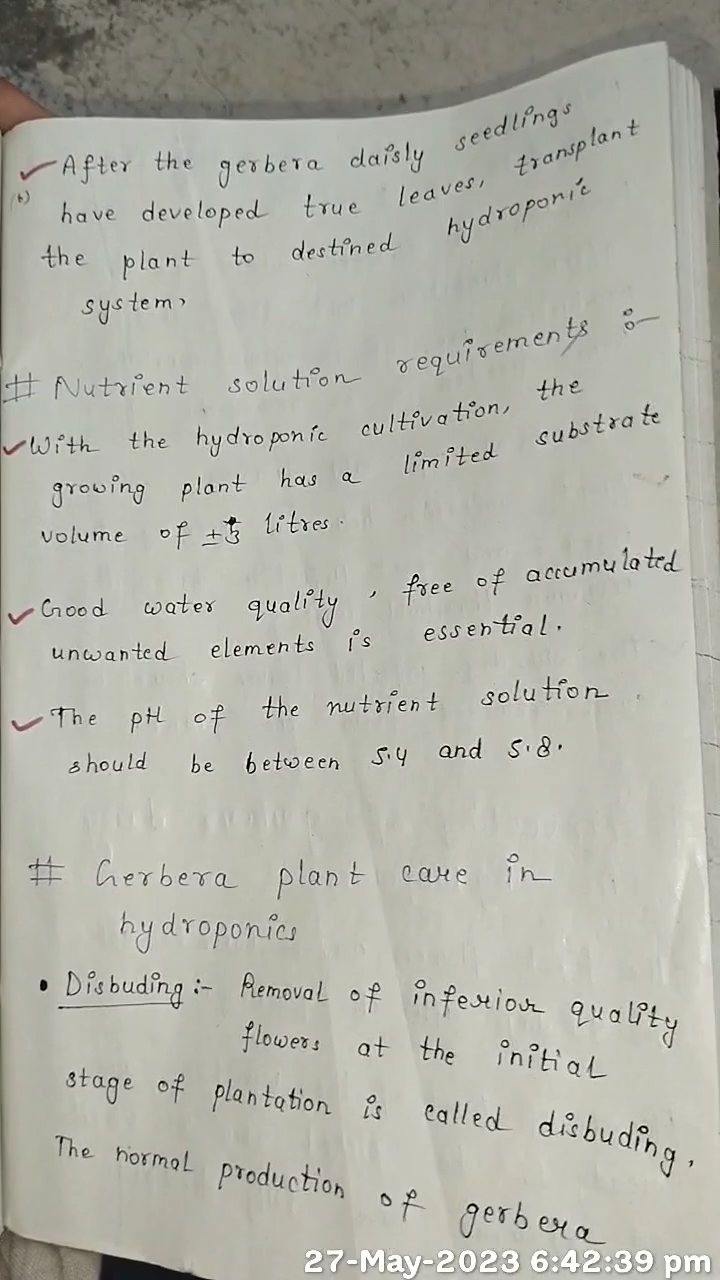 After the gerbera daisly seedlings
(b)
have developed true leaves, transplant
the plant to destined hydroponic
system,
# Nutrient solution requirements :-
With the hydroponic cultivation, the
growing plant has a limited substrate
volume of ± litres.
Good water quality, free of accumulated
unwanted elements is essential.
The pH of the nutrient solution
should be between 5.4 and 5.8.
# Gerbera plant care in
hydroponics
• Disbuding :- Removal of inferior quality
flowers at the initial
stage of plantation is called disbuding.
The normal production of gerbera
27-May-2023 6:42:39 pm